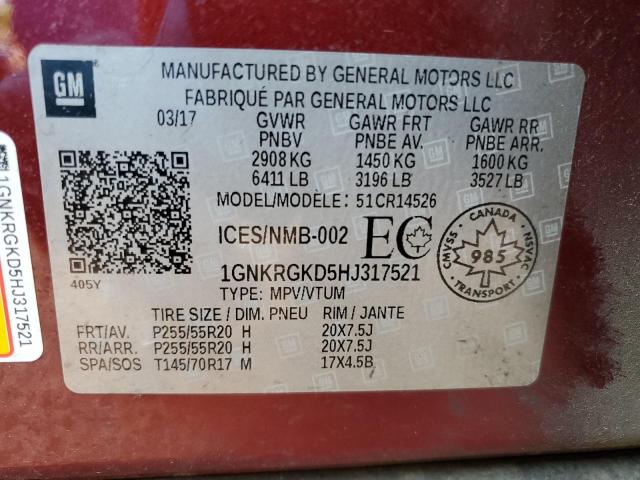 GM
MANUFACTURED BY GENERAL MOTORS LLC
FABRIQUÉ PAR GENERAL MOTORS LLC
03/17 GVWR GAWR FRT GAWR RR
PNBV PNBE AV. PNBE ARR.
2908 KG 1450 KG 1600 KG
6411 LB 3196 LB 3527 LB
MODEL/MODÈLE: 51CR14526
ICES/NMB-002 EC
1GNKRGKD5HJ317521
TYPE: MPV/VTUM
405Y
CANADA
CMVSS 985 NSVAC
TRANSPORT
TIRE SIZE / DIM. PNEU RIM / JANTE
FRT/AV. P255/55R20 H 20X7.5J
RR/ARR. P255/55R20 H 20X7.5J
SPA/SOS T145/70R17 M 17X4.5B
1GNKRGKD5HJ317521